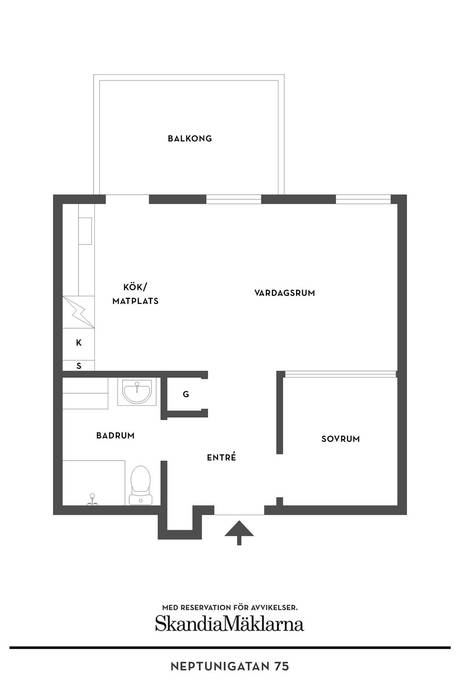 BALKONG
KÖK/
MATPLATS
VARDAGSRUM
K
S
G
BADRUM
ENTRÉ
SOVRUM
MED RESERVATION FÖR AVVIKELSER.
SkandiaMäklarna
NEPTUNIGATAN 75